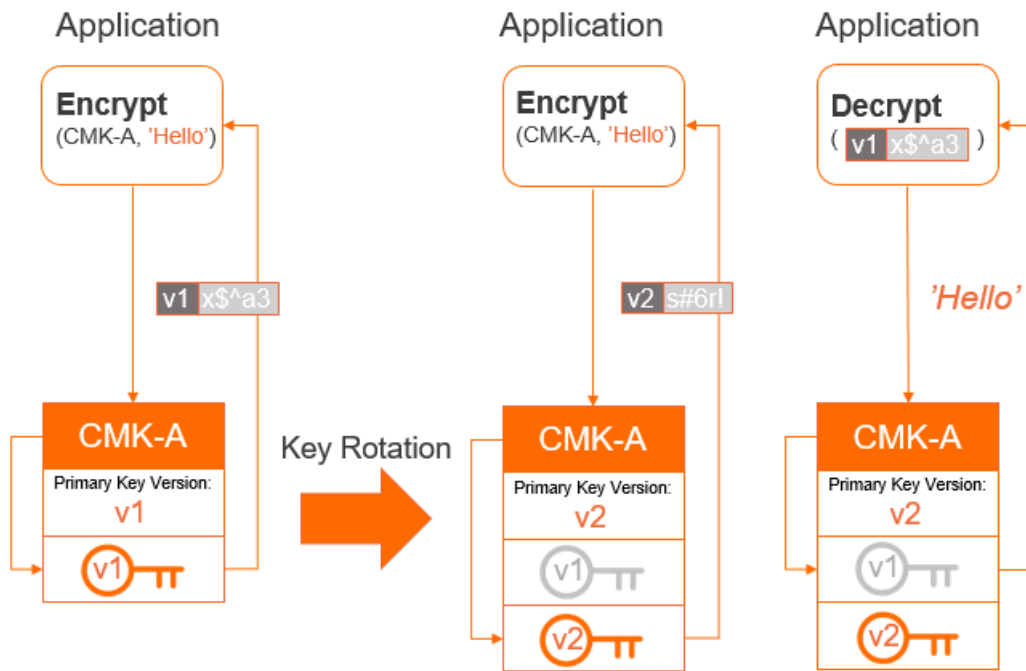 Application
Encrypt
(CMK-A, 'Hello')
v1 x$^a3
CMK-A
Primary Key Version:
v1
v1
Key Rotation
Application
Encrypt
(CMK-A, 'Hello')
v2 s#6r!
CMK-A
Primary Key Version:
v2
v1
v2
Application
Decrypt
( v1 x$^a3 )
'Hello'
CMK-A
Primary Key Version:
v2
v1
v2